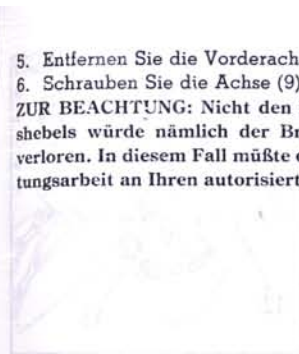 5. Entfernen Sie die Vorderach
6. Schrauben Sie die Achse (9)
ZUR BEACHTUNG: Nicht den
shebels würde nämlich der Br
verloren. In diesem Fall müßte
tungsarbeit an Ihren autorisiert